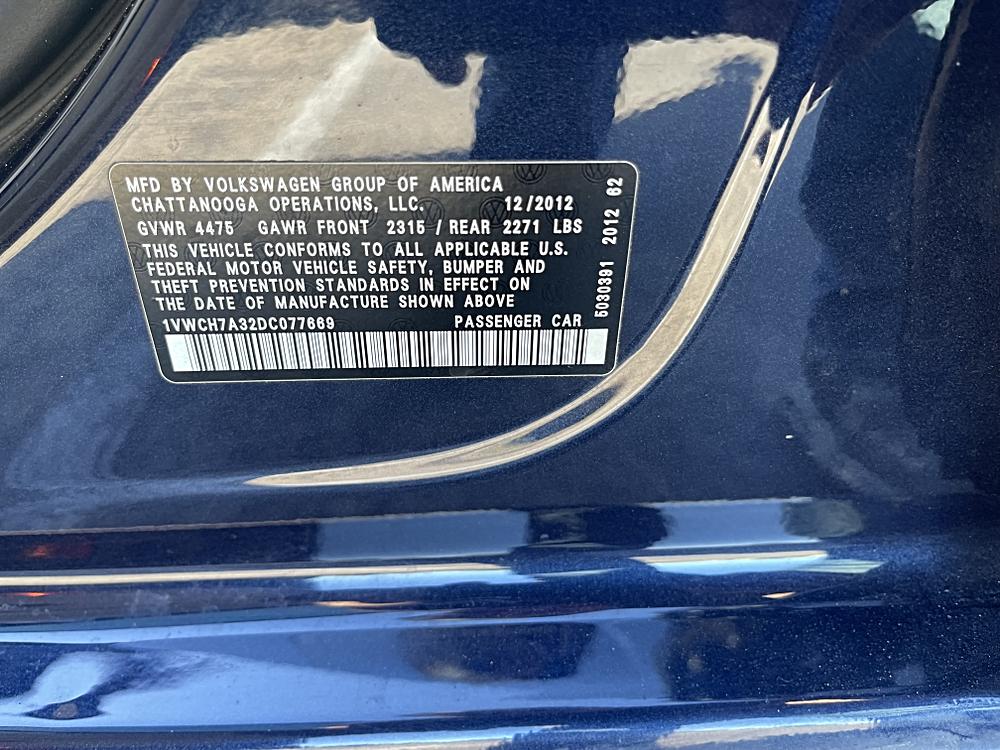 MFD BY VOLKSWAGEN GROUP OF AMERICA
CHATTANOOGA OPERATIONS, LLC. 12/2012
GVWR 4475 GAWR FRONT 2315 / REAR 2271 LBS
THIS VEHICLE CONFORMS TO ALL APPLICABLE U.S.
FEDERAL MOTOR VEHICLE SAFETY, BUMPER AND
THEFT PREVENTION STANDARDS IN EFFECT ON
THE DATE OF MANUFACTURE SHOWN ABOVE
1VWCH7A32DC077669 PASSENGER CAR
5030391 2012 62